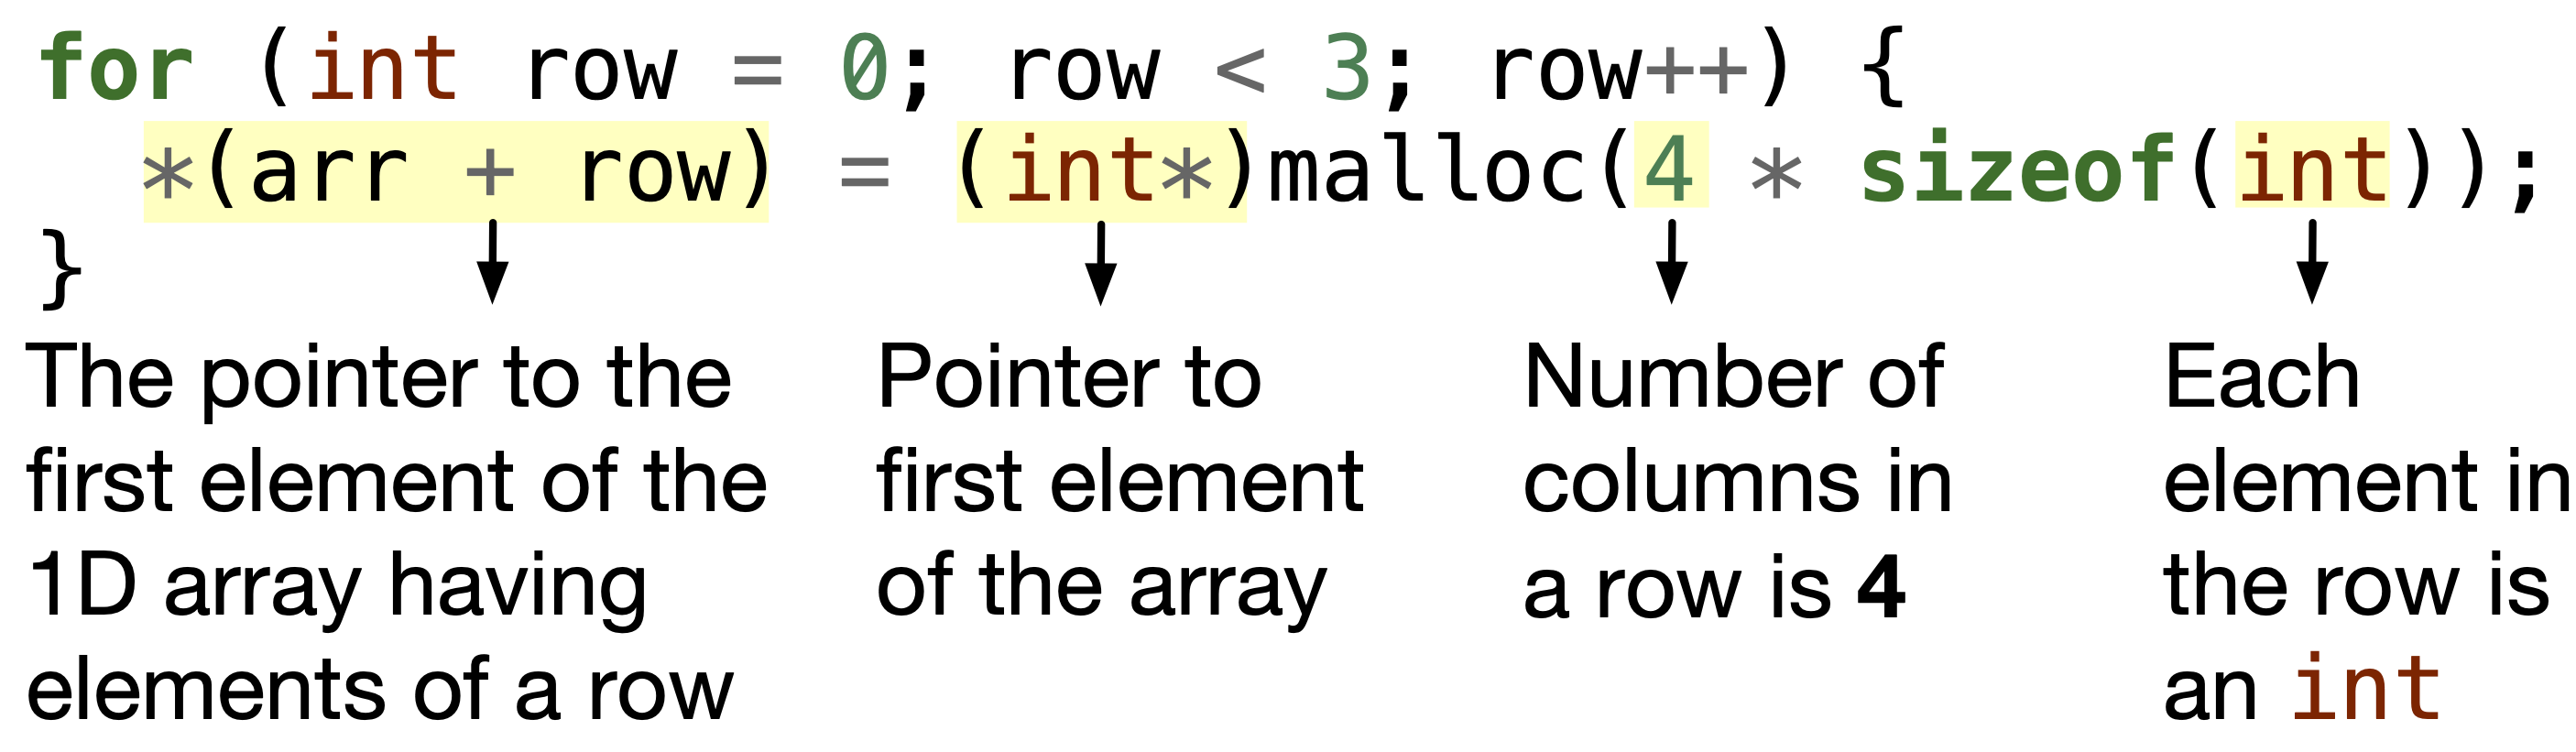 for (int row = 0; row < 3; row++) {
  *(arr + row) = (int*)malloc(4 * sizeof(int));
}
The pointer to the
first element of the
1D array having
elements of a row
Pointer to
first element
of the array
Number of
columns in
a row is 4
Each
element in
the row is
an int